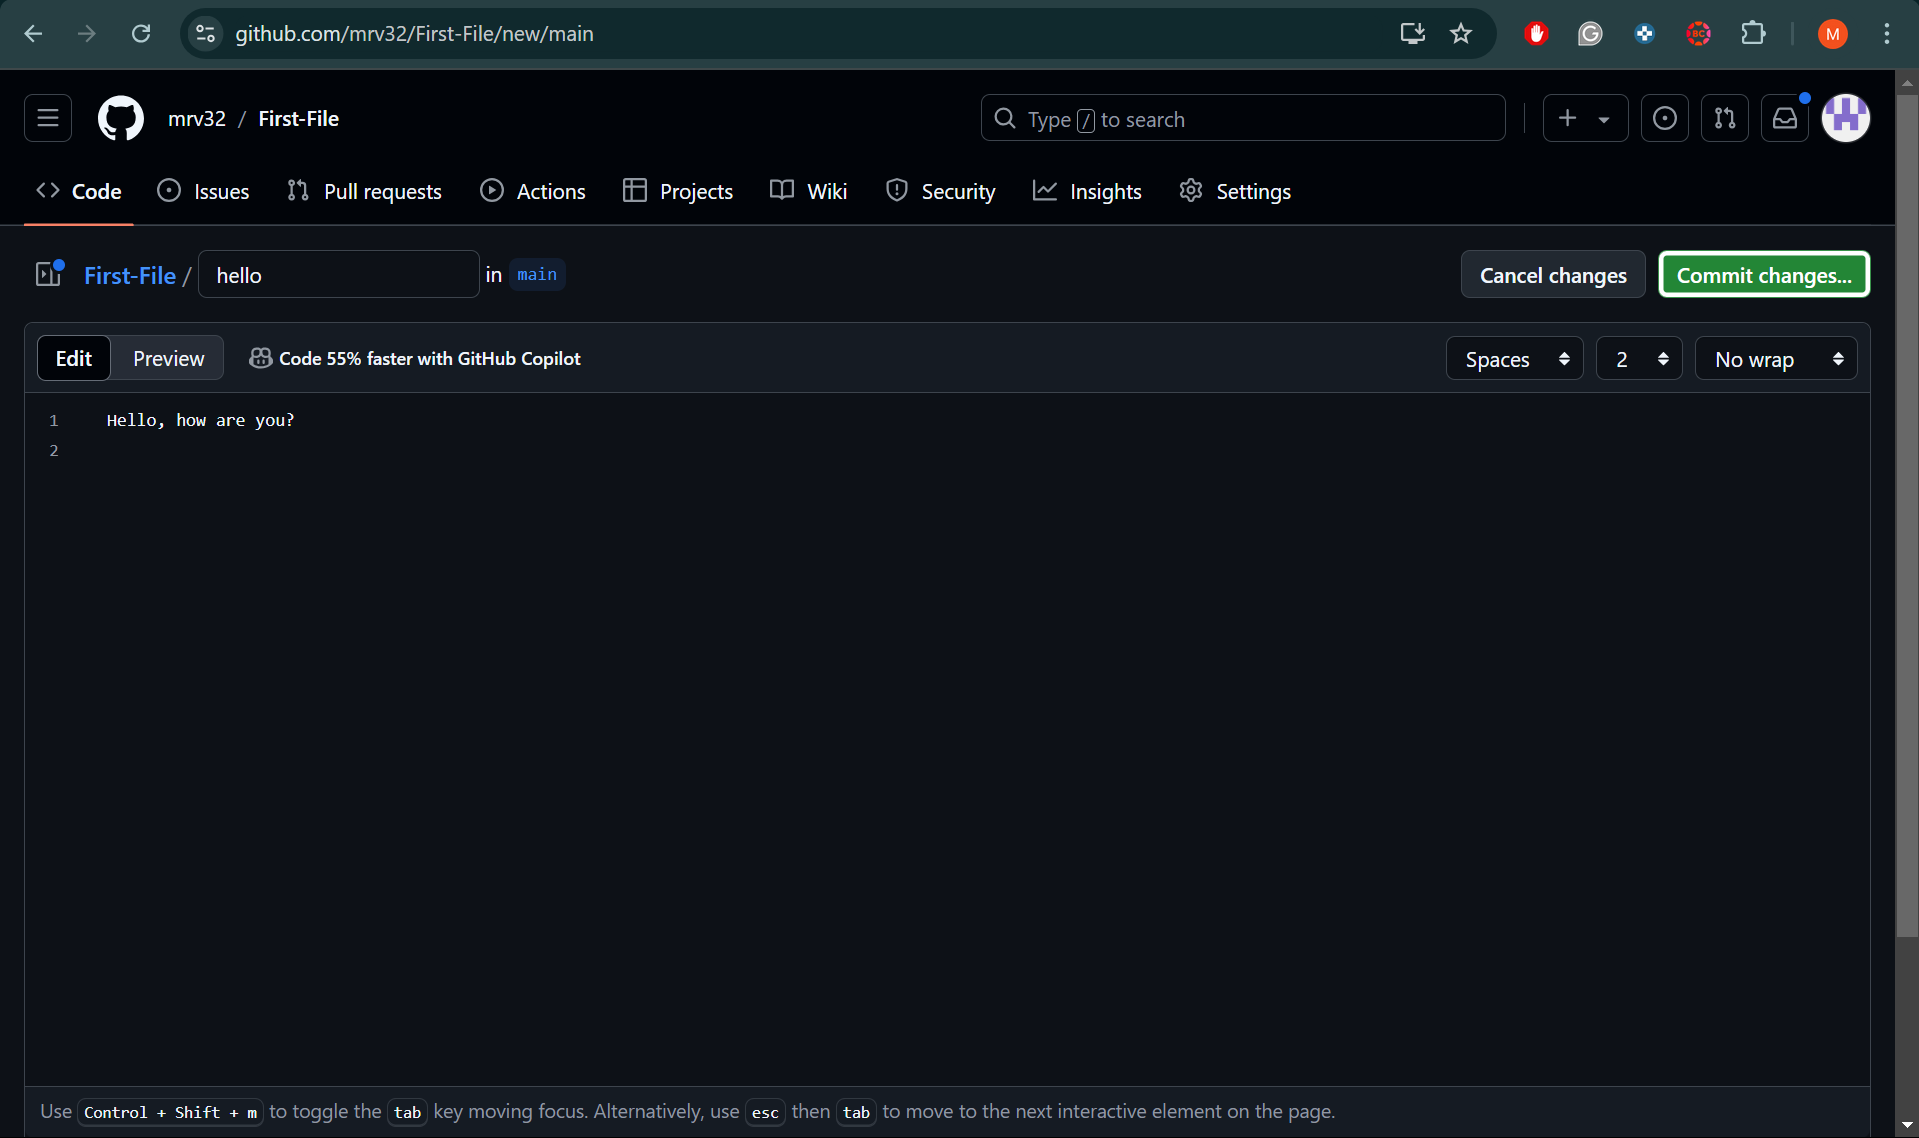 github.com/mrv32/First-File/new/main
M
mrv32 / First-File
Type / to search
Code Issues Pull requests Actions Projects Wiki Security Insights Settings
First-File / hello in main
Cancel changes Commit changes...
Edit Preview Code 55% faster with GitHub Copilot Spaces 2 No wrap
1 Hello, how are you?
2
Use Control + Shift + m to toggle the tab key moving focus. Alternatively, use esc then tab to move to the next interactive element on the page.